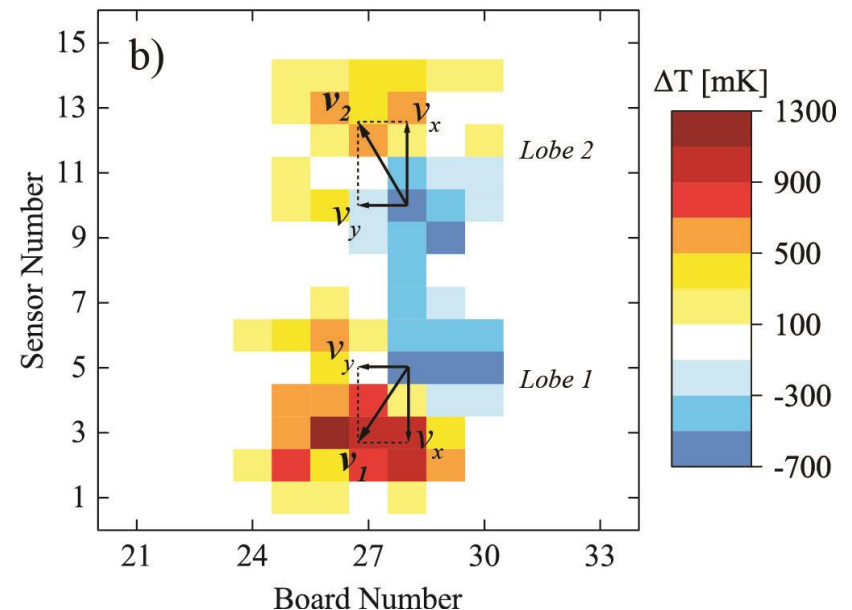 b)
ΔT [mK]
1300
900
500
100
-300
-700
15
13
11
9
7
5
3
1
Sensor Number
v2
vx
vy
Lobe 2
vy
vx
v1
Lobe 1
21
24
27
30
33
Board Number